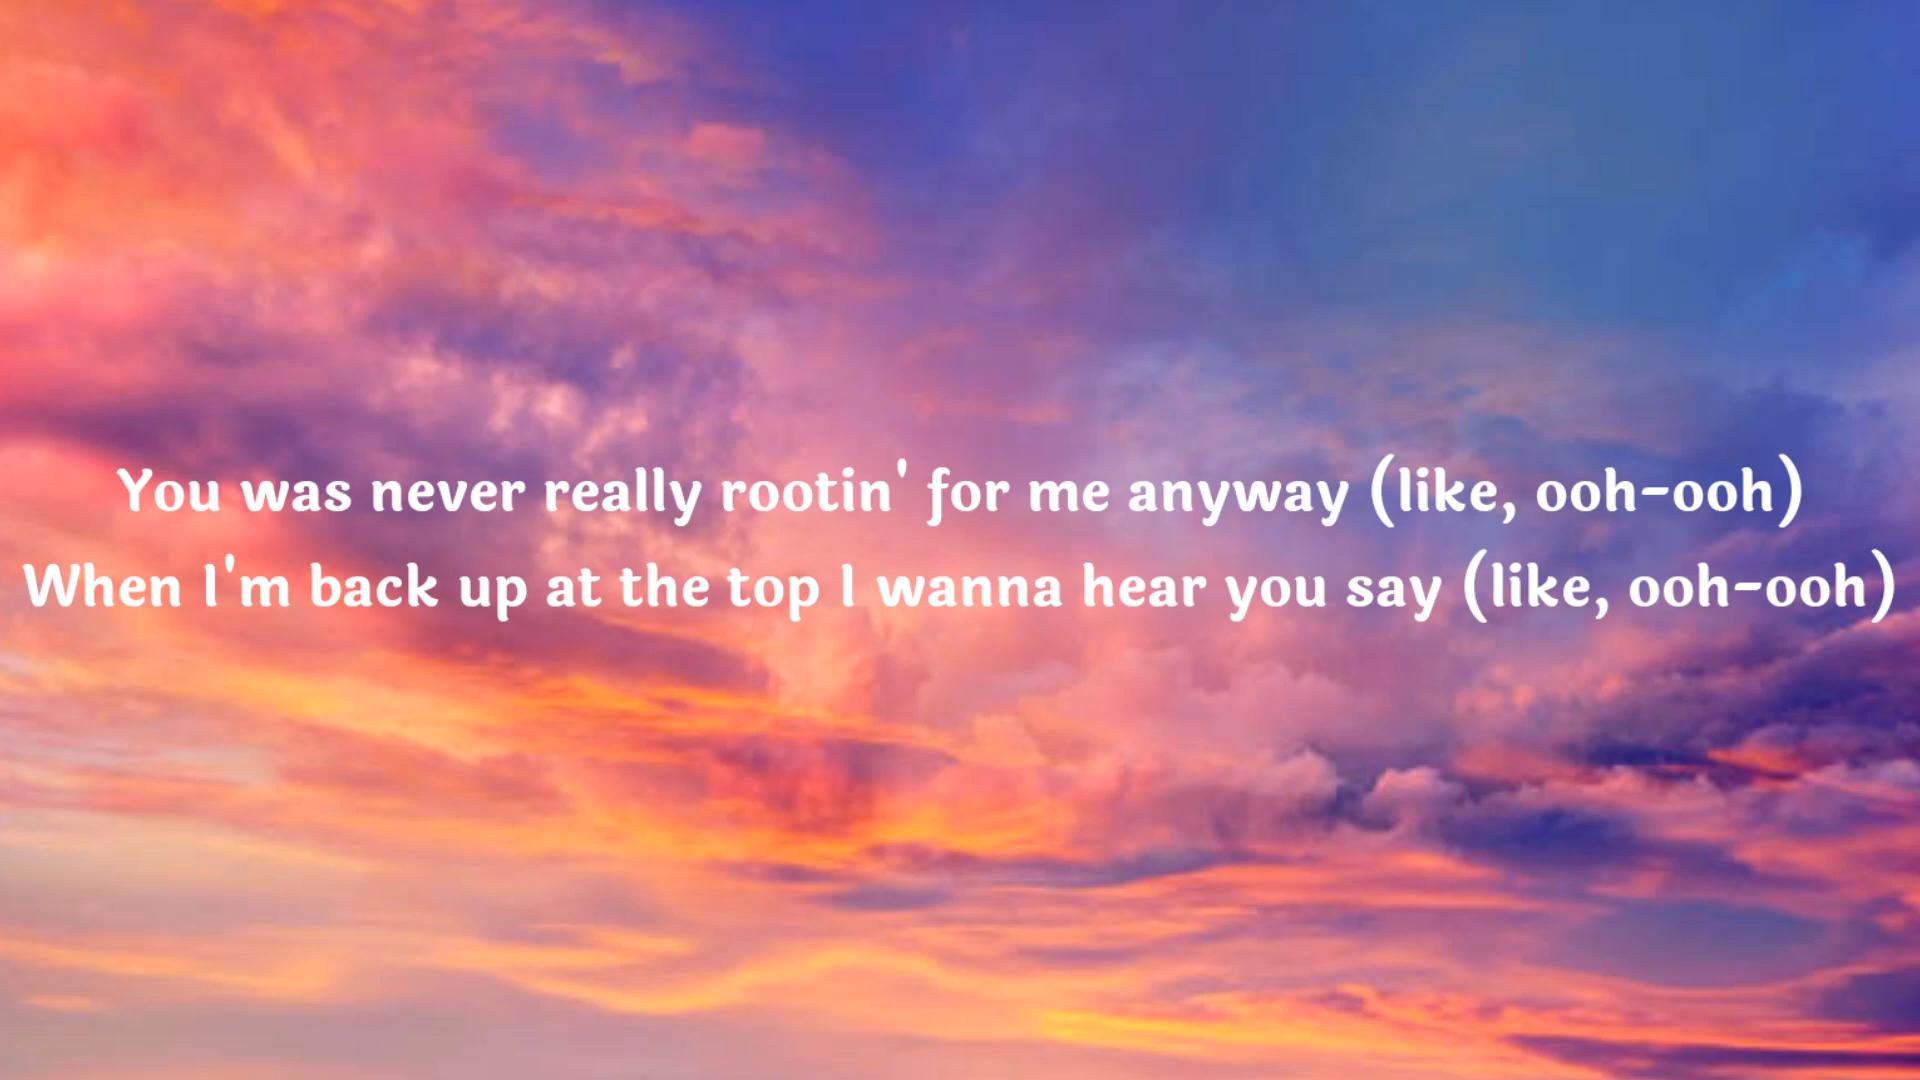 You was never really rootin' for me anyway (like, ooh-ooh)
When I'm back up at the top I wanna hear you say (like, ooh-ooh)